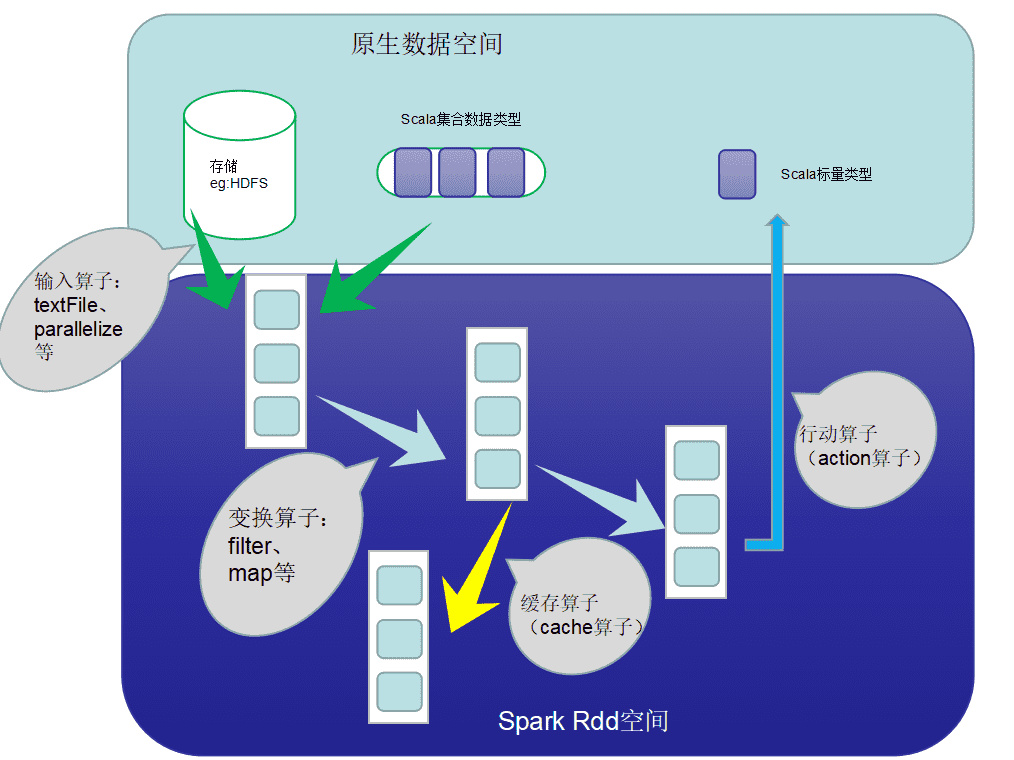 原生数据空间
Scala集合数据类型
存储
eg:HDFS
Scala标量类型
输入算子：
textFile、
parallelize
等
行动算子
（action算子）
变换算子：
filter、
map等
缓存算子
（cache算子）
Spark Rdd空间